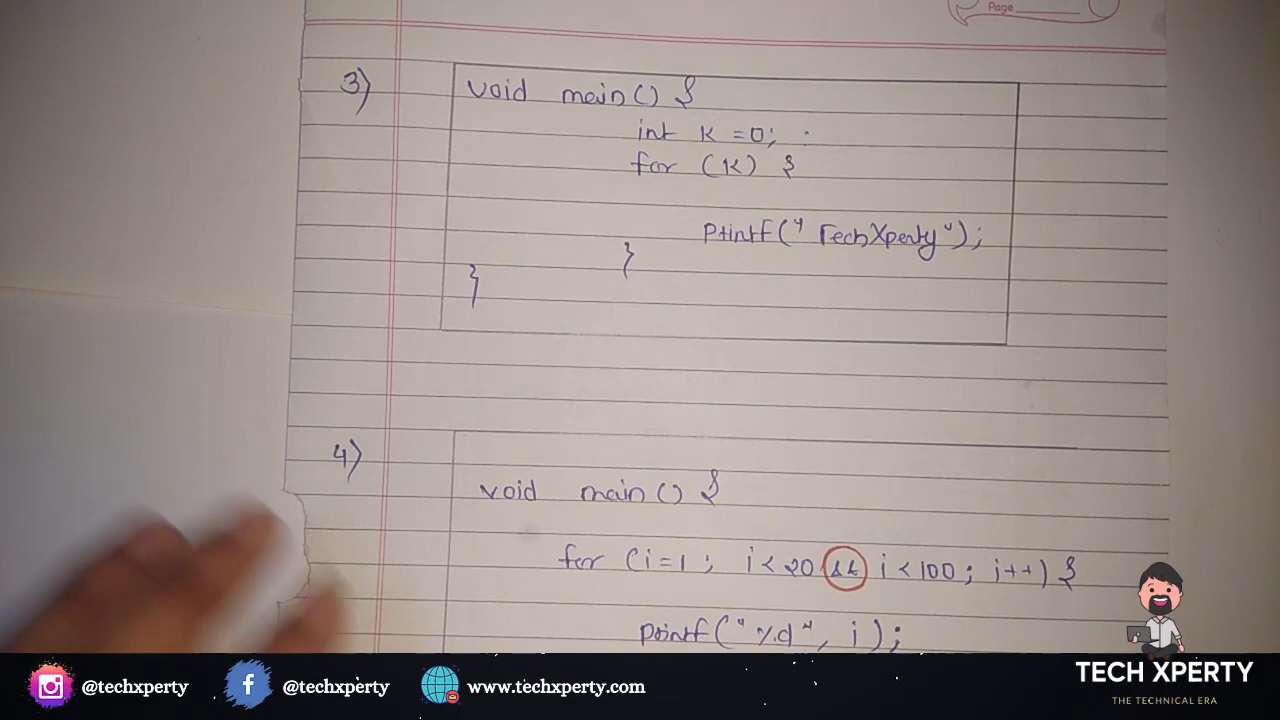 Page
3)
void main() {
int k = 0;
for (k) {
printf(" TechXperty");
}
}
4)
void main() {
for (i=1; i<20 && i<100; i++) {
printf("%d", i);
TECH XPERTY
THE TECHNICAL ERA
@techxperty
@techxperty
www.techxperty.com